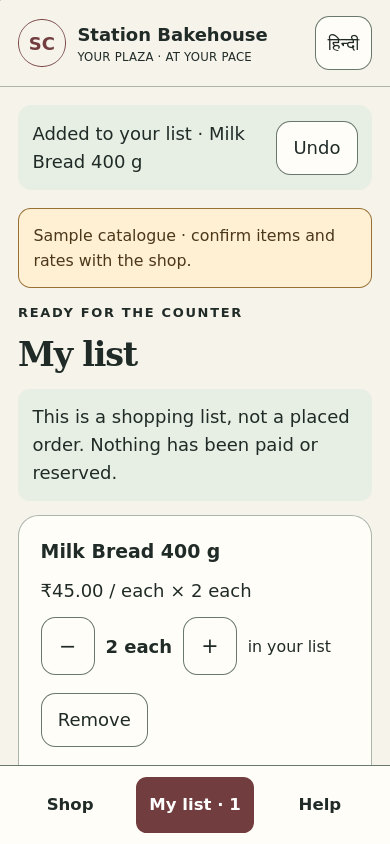 SC
Station Bakehouse
YOUR PLAZA · AT YOUR PACE
हिन्दी
Added to your list · Milk
Bread 400 g
Undo
Sample catalogue · confirm items and
rates with the shop.
READY FOR THE COUNTER
My list
This is a shopping list, not a placed
order. Nothing has been paid or
reserved.
Milk Bread 400 g
₹45.00 / each × 2 each
− 2 each + in your list
Remove
Shop My list · 1 Help